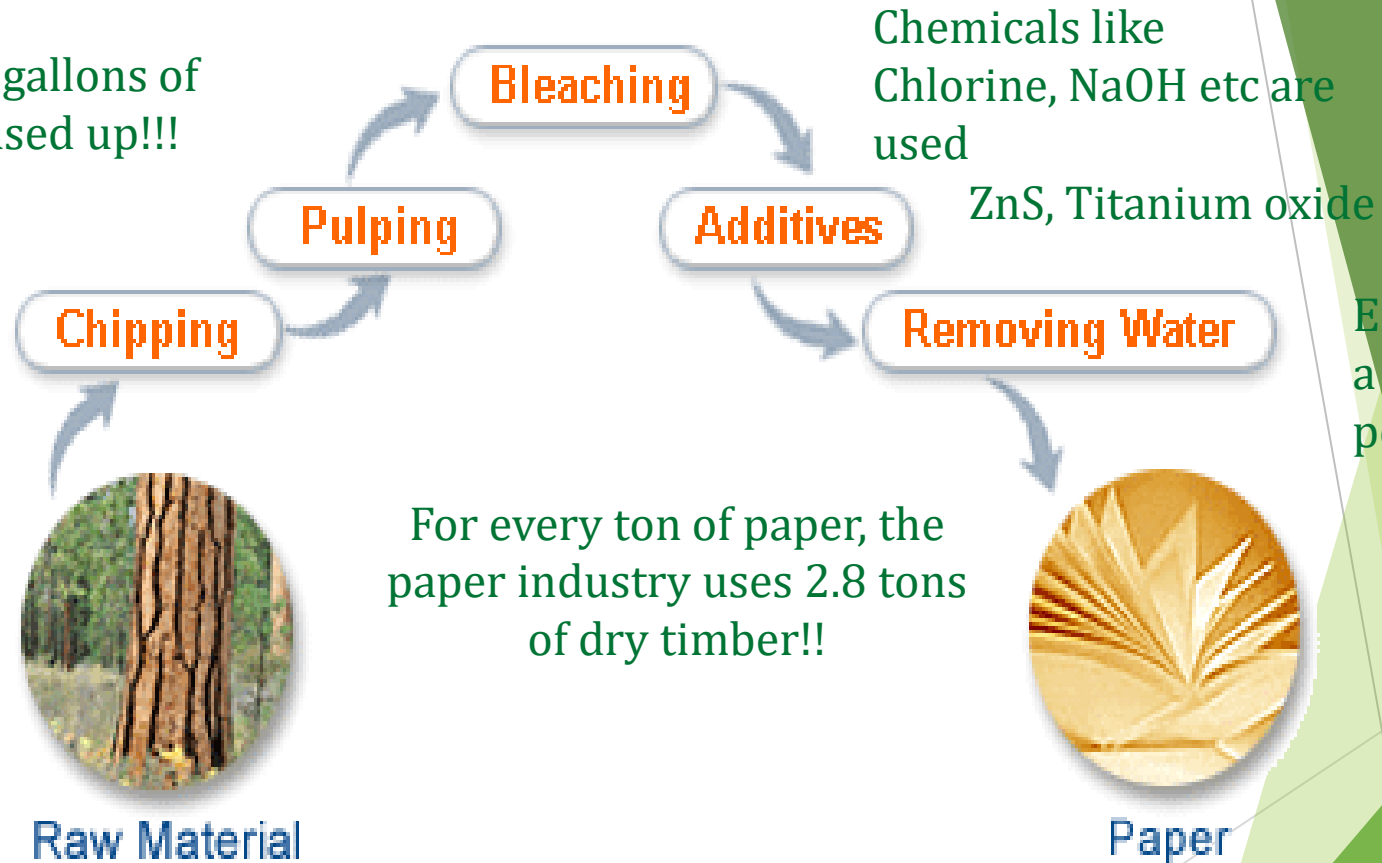 gallons of
sed up!!!
Bleaching
Chemicals like
Chlorine, NaOH etc are
used
Pulping
Additives
ZnS, Titanium oxide
Chipping
Removing Water
For every ton of paper, the
paper industry uses 2.8 tons
of dry timber!!
Raw Material
Paper